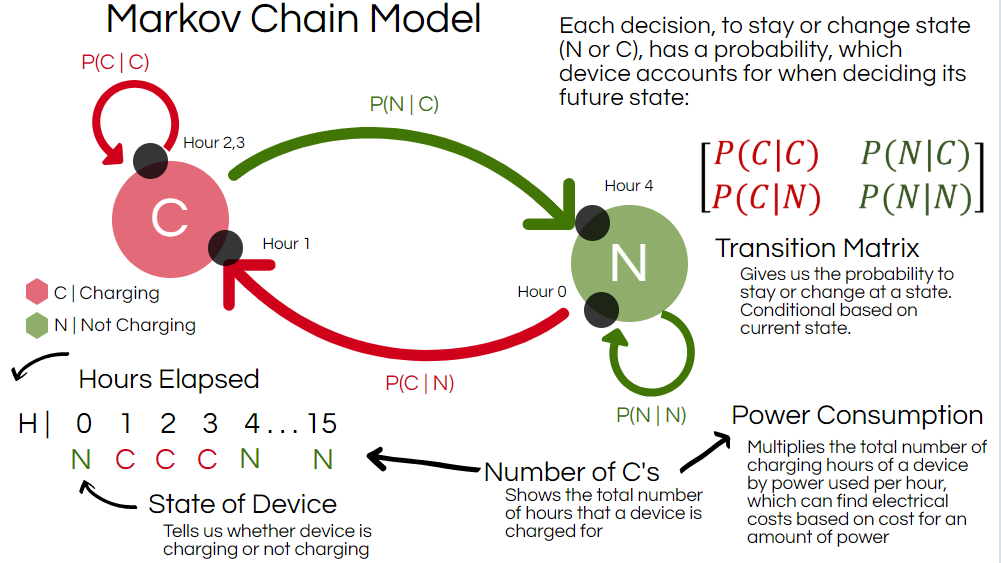 Markov Chain Model
Each decision, to stay or change state
(N or C), has a probability, which
device accounts for when deciding its
future state:
P(C | C)
P(N | C)
Hour 2,3
C
Hour 1
Hour 4
N
Hour 0
P(C|C) P(N|C)
P(C|N) P(N|N)
Transition Matrix
Gives us the probability to
stay or change at a state.
Conditional based on
current state.
C | Charging
N | Not Charging
P(C | N)
P(N | N)
Hours Elapsed
H| 0 1 2 3 4...15
N C C C N N
State of Device
Tells us whether device is
charging or not charging
Number of C's
Shows the total number
of hours that a device is
charged for
Power Consumption
Multiplies the total number of
charging hours of a device
by power used per hour,
which can find electrical
costs based on cost for an
amount of power